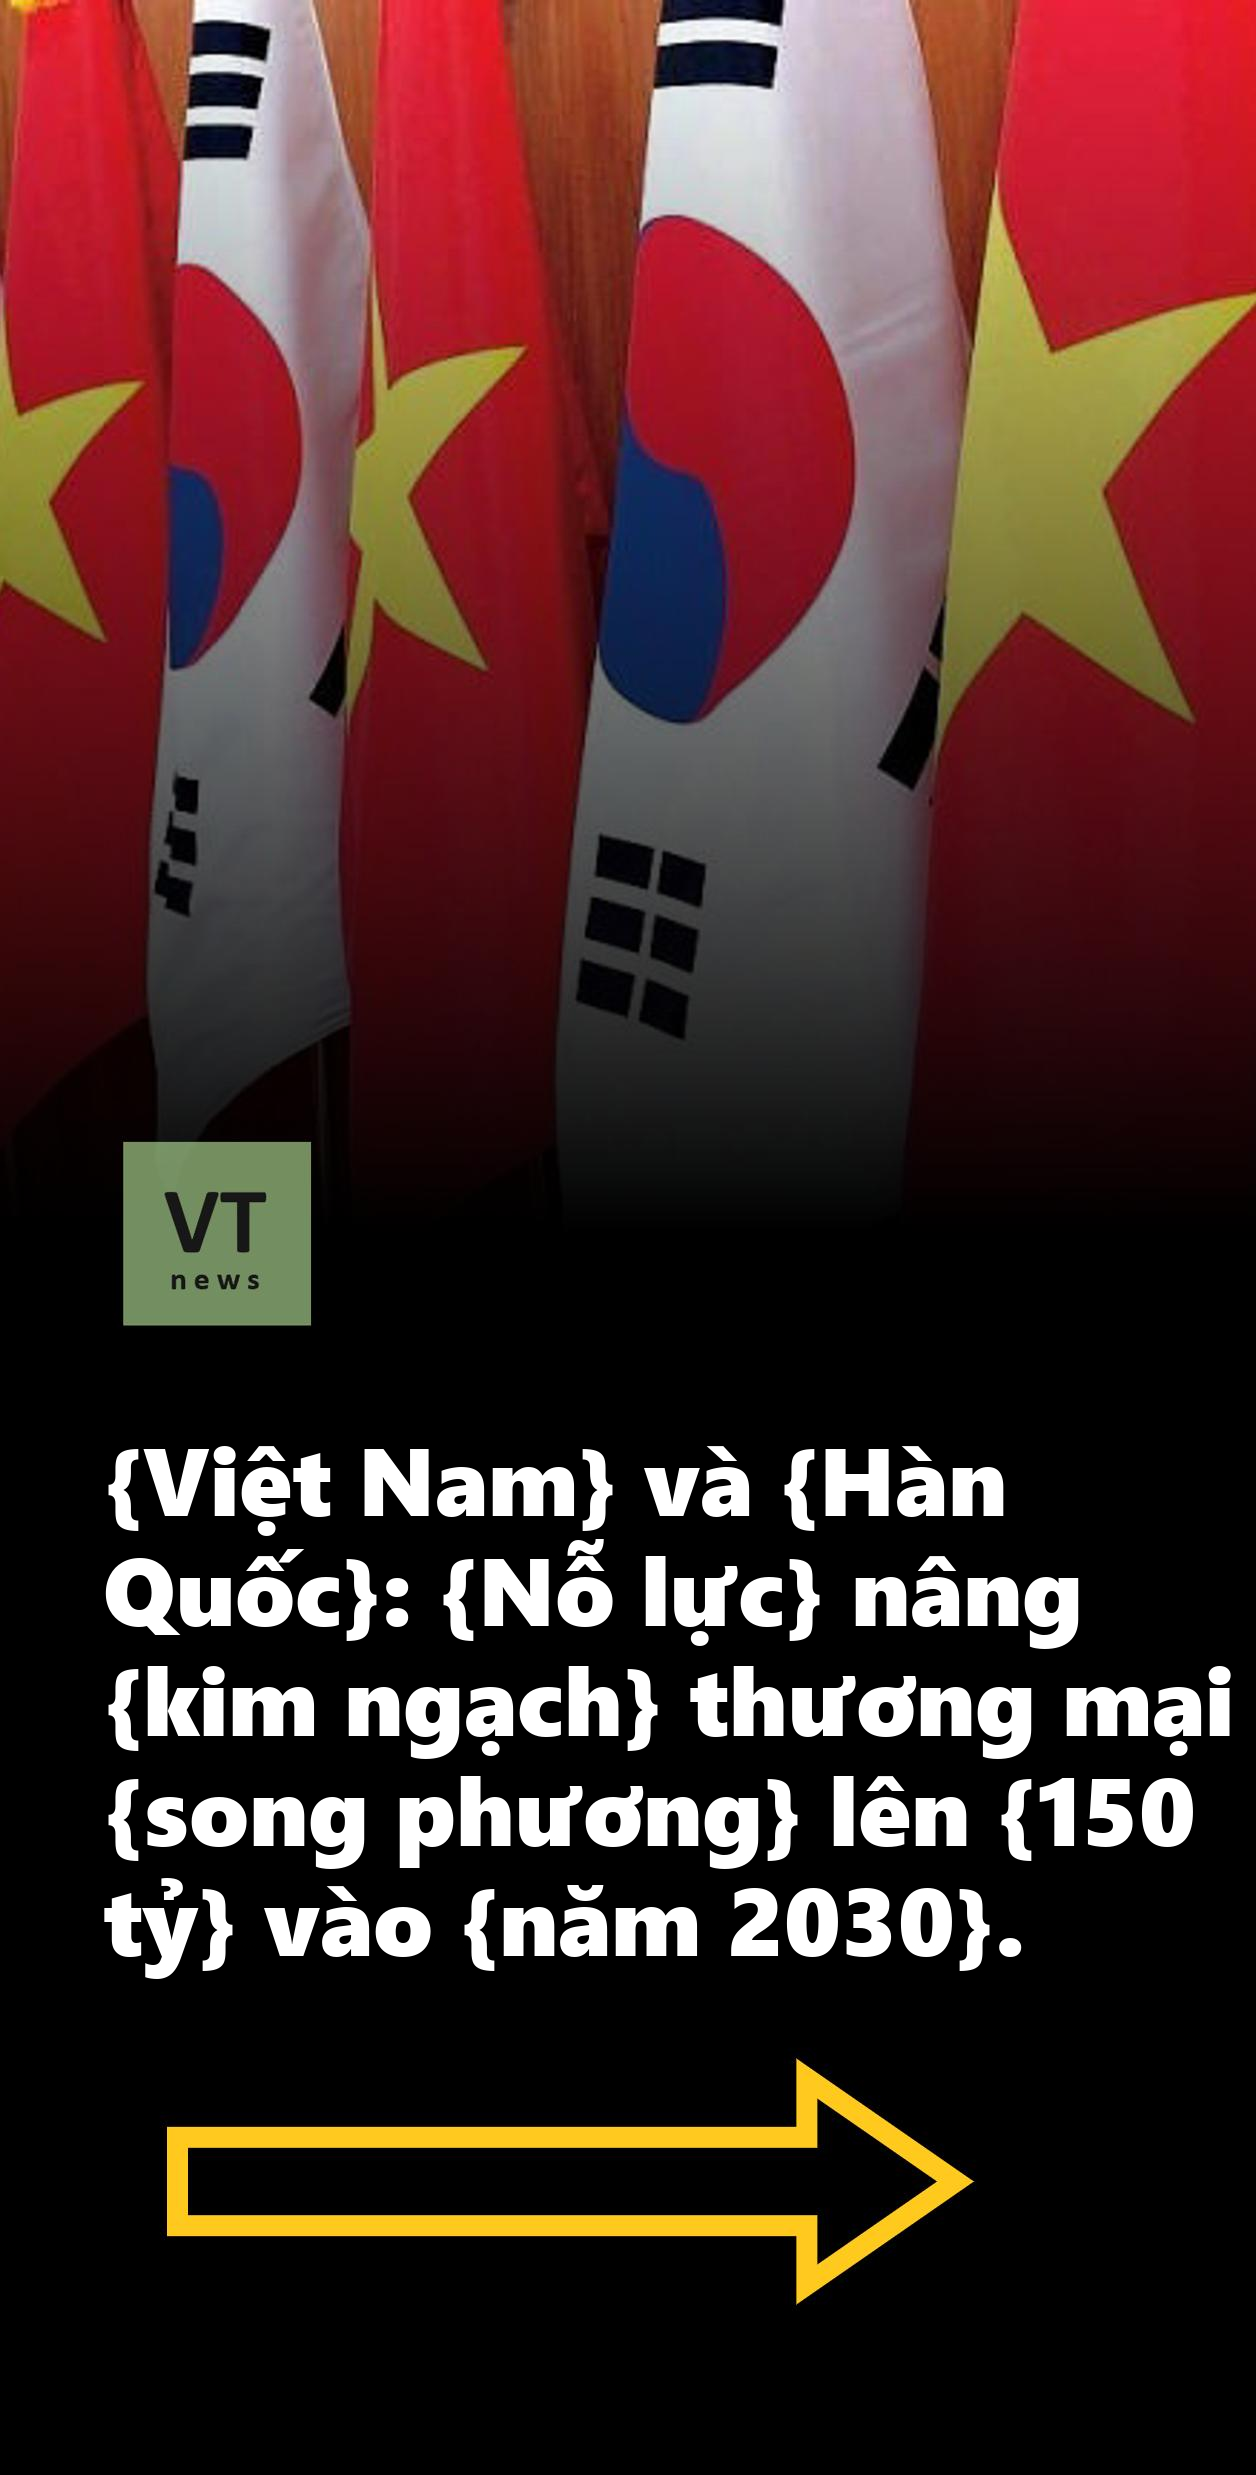 VT
news
{Việt Nam} và {Hàn
Quốc}: {Nỗ lực} nâng
{kim ngạch} thương mại
{song phương} lên {150
tỷ} vào {năm 2030}.